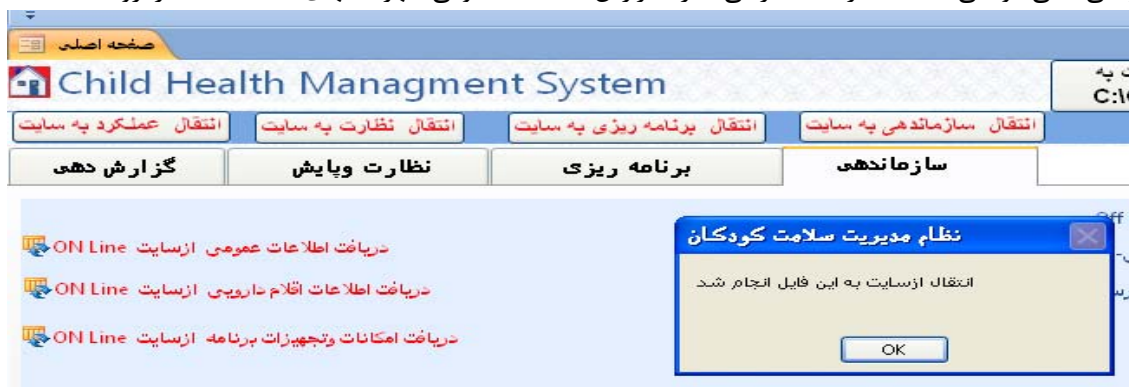 صفحه اصلی
Child Health Managment System
ت به
C:\
انتقال سازماندهی به سایت
انتقال برنامه ریزی به سایت
انتقال نظارت به سایت
انتقال عملکرد به سایت
سازماندهی
برنامه ریزی
نظارت وپایش
گزارش دهی
Off
دریافت اطلاعات عمومی ازسایت ON Line
دریافت اطلاعات اقلام دارویی ازسایت ON Line
دریافت امکانات وتجهیزات برنامه ازسایت ON Line
نظام مدیریت سلامت کودکان
انتقال ازسایت به این فایل انجام شد
OK